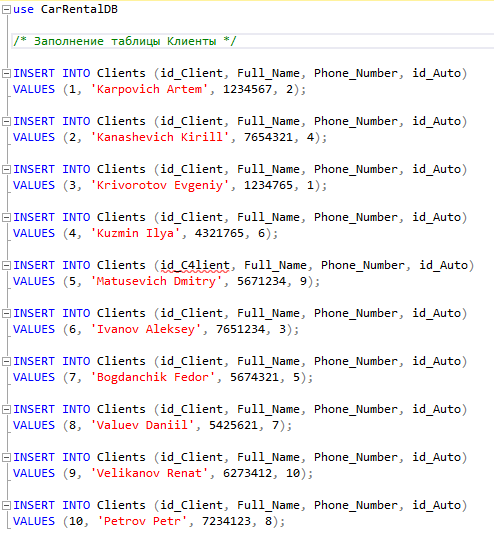 use CarRentalDB
/* Заполнение таблицы Клиенты */
INSERT INTO Clients (id_Client, Full_Name, Phone_Number, id_Auto)
VALUES (1, 'Karpovich Artem', 1234567, 2);
INSERT INTO Clients (id_Client, Full_Name, Phone_Number, id_Auto)
VALUES (2, 'Kanashevich Kirill', 7654321, 4);
INSERT INTO Clients (id_Client, Full_Name, Phone_Number, id_Auto)
VALUES (3, 'Krivorotov Evgeniy', 1234765, 1);
INSERT INTO Clients (id_Client, Full_Name, Phone_Number, id_Auto)
VALUES (4, 'Kuzmin Ilya', 4321765, 6);
INSERT INTO Clients (id_C4lient, Full_Name, Phone_Number, id_Auto)
VALUES (5, 'Matusevich Dmitry', 5671234, 9);
INSERT INTO Clients (id_Client, Full_Name, Phone_Number, id_Auto)
VALUES (6, 'Ivanov Aleksey', 7651234, 3);
INSERT INTO Clients (id_Client, Full_Name, Phone_Number, id_Auto)
VALUES (7, 'Bogdanchik Fedor', 5674321, 5);
INSERT INTO Clients (id_Client, Full_Name, Phone_Number, id_Auto)
VALUES (8, 'Valuev Daniil', 5425621, 7);
INSERT INTO Clients (id_Client, Full_Name, Phone_Number, id_Auto)
VALUES (9, 'Velikanov Renat', 6273412, 10);
INSERT INTO Clients (id_Client, Full_Name, Phone_Number, id_Auto)
VALUES (10, 'Petrov Petr', 7234123, 8);